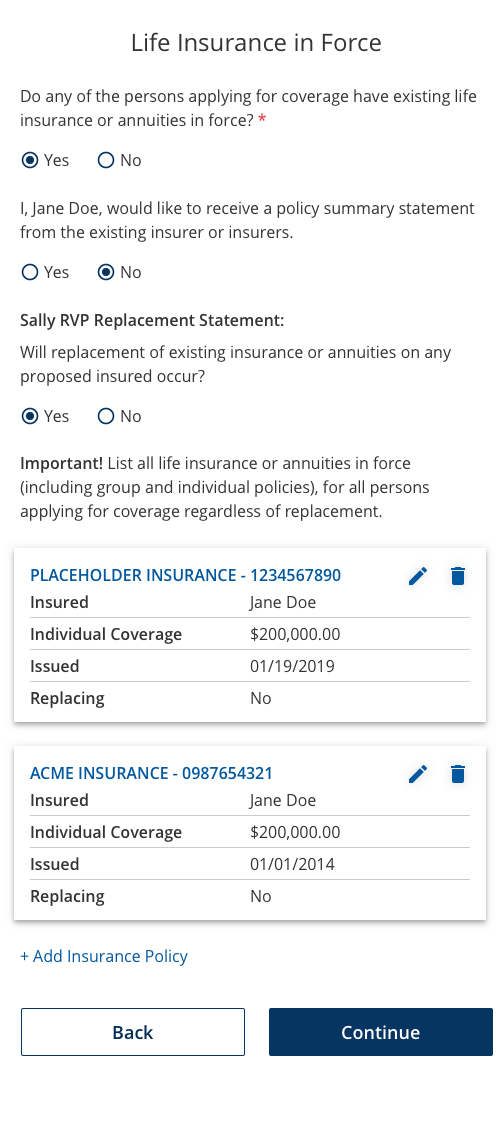 Life Insurance in Force
Do any of the persons applying for coverage have existing life
insurance or annuities in force? *
Yes No
I, Jane Doe, would like to receive a policy summary statement
from the existing insurer or insurers.
Yes No
Sally RVP Replacement Statement:
Will replacement of existing insurance or annuities on any
proposed insured occur?
Yes No
Important! List all life insurance or annuities in force
(including group and individual policies), for all persons
applying for coverage regardless of replacement.
PLACEHOLDER INSURANCE - 1234567890
Insured Jane Doe
Individual Coverage $200,000.00
Issued 01/19/2019
Replacing No
ACME INSURANCE - 0987654321
Insured Jane Doe
Individual Coverage $200,000.00
Issued 01/01/2014
Replacing No
+ Add Insurance Policy
Back Continue